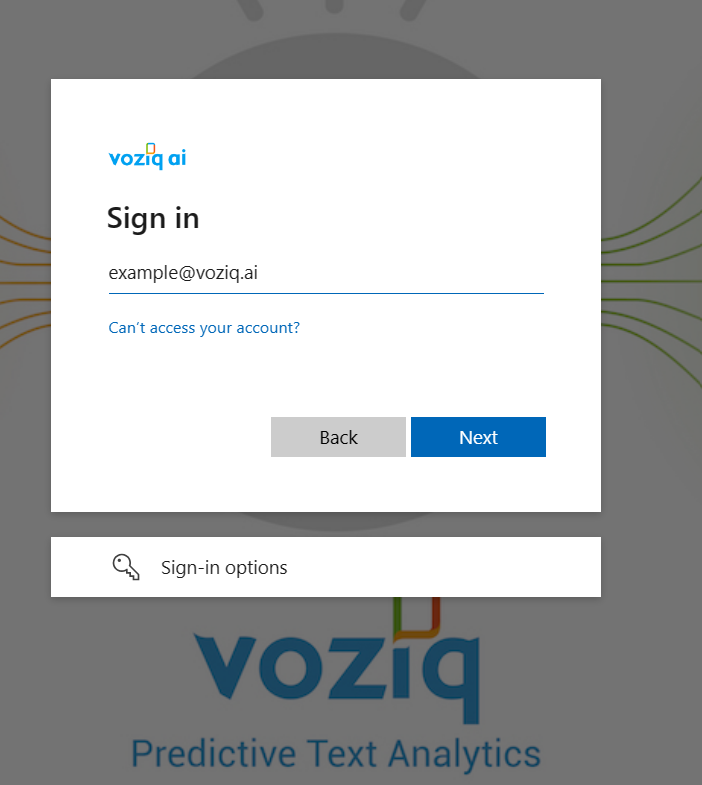 voziq ai
Sign in
example@voziq.ai
Can't access your account?
Back Next
Sign-in options
voziq
Predictive Text Analytics